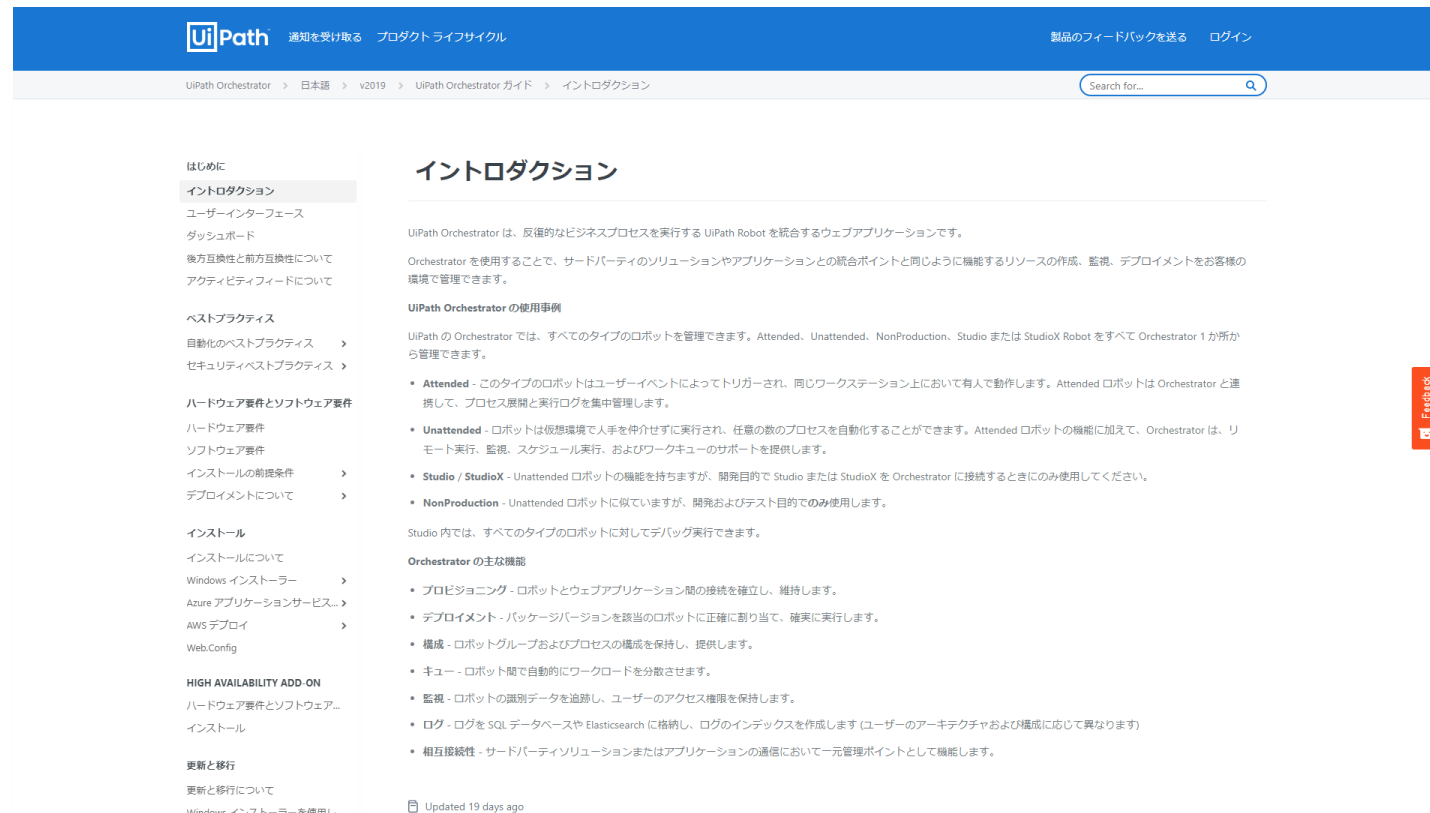 UiPath 通知を受け取る プロダクト ライフサイクル 製品のフィードバックを送る ログイン
UiPath Orchestrator > 日本語 > v2019 > UiPath Orchestrator ガイド > イントロダクション
Search for...
はじめに
イントロダクション
ユーザーインターフェース
ダッシュボード
後方互換性と前方互換性について
アクティビティフィードについて
ベストプラクティス
自動化のベストプラクティス
セキュリティベストプラクティス
ハードウェア要件とソフトウェア要件
ハードウェア要件
ソフトウェア要件
インストールの前提条件
デプロイメントについて
インストール
インストールについて
Windows インストーラー
Azure アプリケーションサービス...
AWS デプロイ
Web.Config
HIGH AVAILABILITY ADD-ON
ハードウェア要件とソフトウェア...
インストール
更新と移行
更新と移行について
Windows インストーラーを使用し
イントロダクション
UiPath Orchestrator は、反復的なビジネスプロセスを実行する UiPath Robot を統合するウェブアプリケーションです。
Orchestrator を使用することで、サードパーティのソリューションやアプリケーションとの統合ポイントと同じように機能するリソースの作成、監視、デプロイメントをお客様の
環境で管理できます。
UiPath Orchestrator の使用事例
UiPath の Orchestrator では、すべてのタイプのロボットを管理できます。Attended、Unattended、NonProduction、Studio または StudioX Robot をすべて Orchestrator 1 か所か
ら管理できます。
• Attended - このタイプのロボットはユーザーイベントによってトリガーされ、同じワークステーション上において有人で動作します。Attended ロボットは Orchestrator と連
携して、プロセス展開と実行ログを集中管理します。
• Unattended - ロボットは仮想環境で人手を仲介せずに実行され、任意の数のプロセスを自動化することができます。Attended ロボットの機能に加えて、Orchestrator は、リ
モート実行、監視、スケジュール実行、およびワークキューのサポートを提供します。
• Studio / StudioX - Unattended ロボットの機能を持ちますが、開発目的で Studio または StudioX を Orchestrator に接続するときにのみ使用してください。
• NonProduction - Unattended ロボットに似ていますが、開発およびテスト目的でのみ使用します。
Studio 内では、すべてのタイプのロボットに対してデバッグ実行できます。
Orchestrator の主な機能
• プロビジョニング - ロボットとウェブアプリケーション間の接続を確立し、維持します。
• デプロイメント - パッケージバージョンを該当のロボットに正確に割り当て、確実に実行します。
• 構成 - ロボットグループおよびプロセスの構成を保持し、提供します。
• キュー - ロボット間で自動的にワークロードを分散させます。
• 監視 - ロボットの識別データを追跡し、ユーザーのアクセス権限を保持します。
• ログ - ログを SQL データベースや Elasticsearch に格納し、ログのインデックスを作成します (ユーザーのアーキテクチャおよび構成に応じて異なります)
• 相互接続性 - サードパーティソリューションまたはアプリケーションの通信において一元管理ポイントとして機能します。
Updated 19 days ago
Feedback